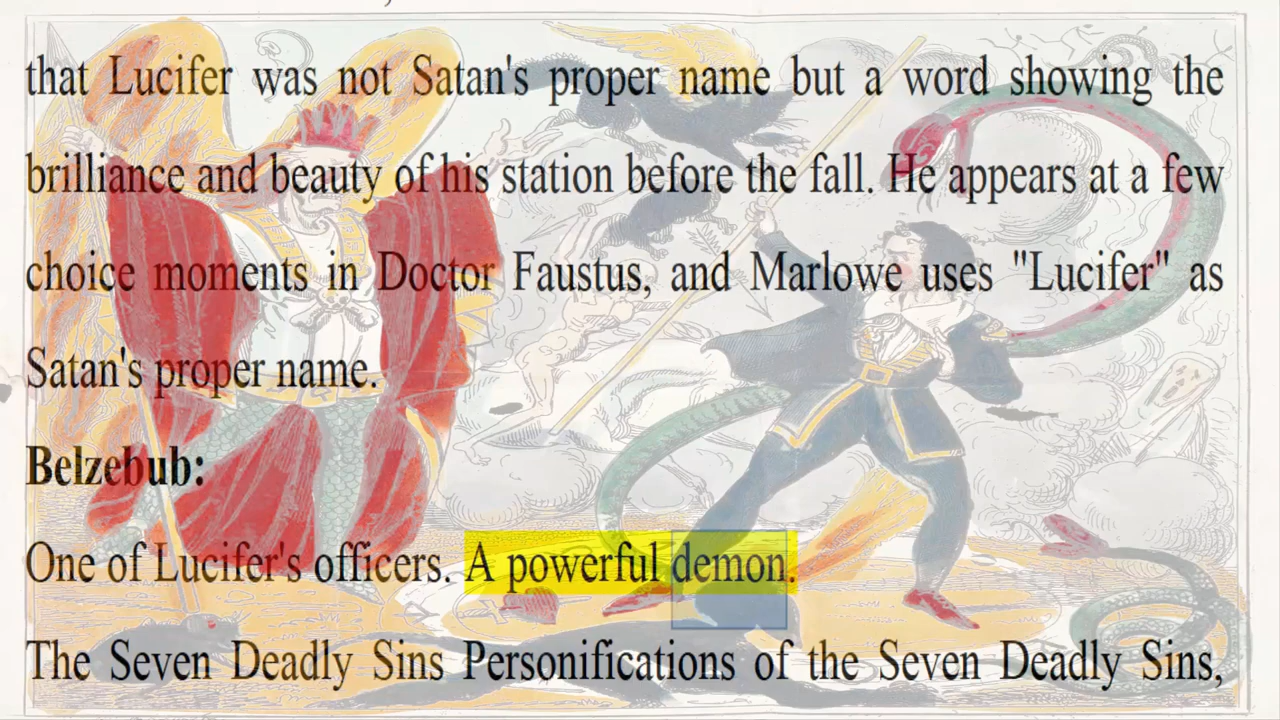 that Lucifer was not Satan's proper name but a word showing the
brilliance and beauty of his station before the fall. He appears at a few
choice moments in Doctor Faustus, and Marlowe uses "Lucifer" as
Satan's proper name.
Belzebub:
One of Lucifer's officers. A powerful demon.
The Seven Deadly Sins Personifications of the Seven Deadly Sins,